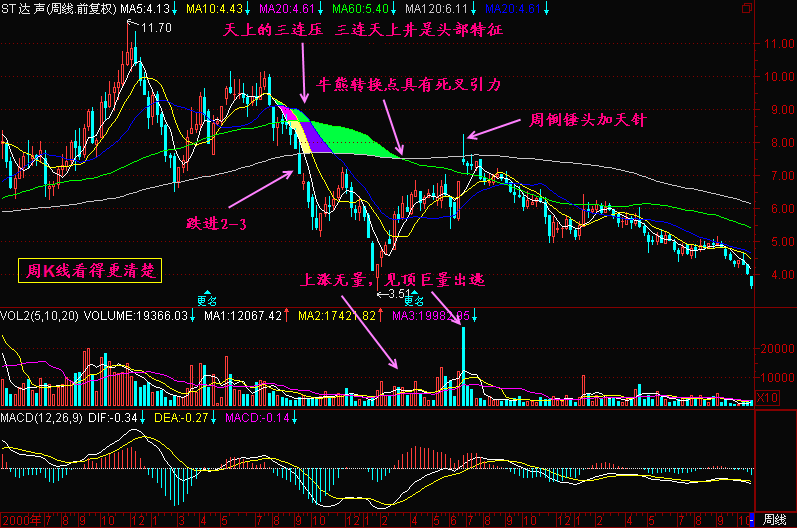 ST 达 声(周线.前复权) MA5:4.13↓ MA10:4.43↓ MA20:4.61↓ MA60:5.40↓ MA120:6.11↓ MA20:4.61↓
11.70
天上的三连压 三连天上井是头部特征
牛熊转换点具有死叉引力
周倒锤头加天针
跌进2-3
周K线看得更清楚
上涨无量，见顶巨量出逃
3.51
更名
更名
11.00
10.00
9.00
8.00
7.00
6.00
5.00
4.00
VOL2(5,10,20) VOLUME:19366.03↓ MA1:12067.42↑ MA2:17421.82↑ MA3:19982.95↓
20000
10000
X10
MACD(12,26,9) DIF:-0.34↓ DEA:-0.27↓ MACD:-0.14↓
2000年 7 8 9 10 12 1 3 4 5 7 8 9 10 12 1 2 4 5 6 7 8 9 10 12 1 2 4 5 7 8 9 10
周线